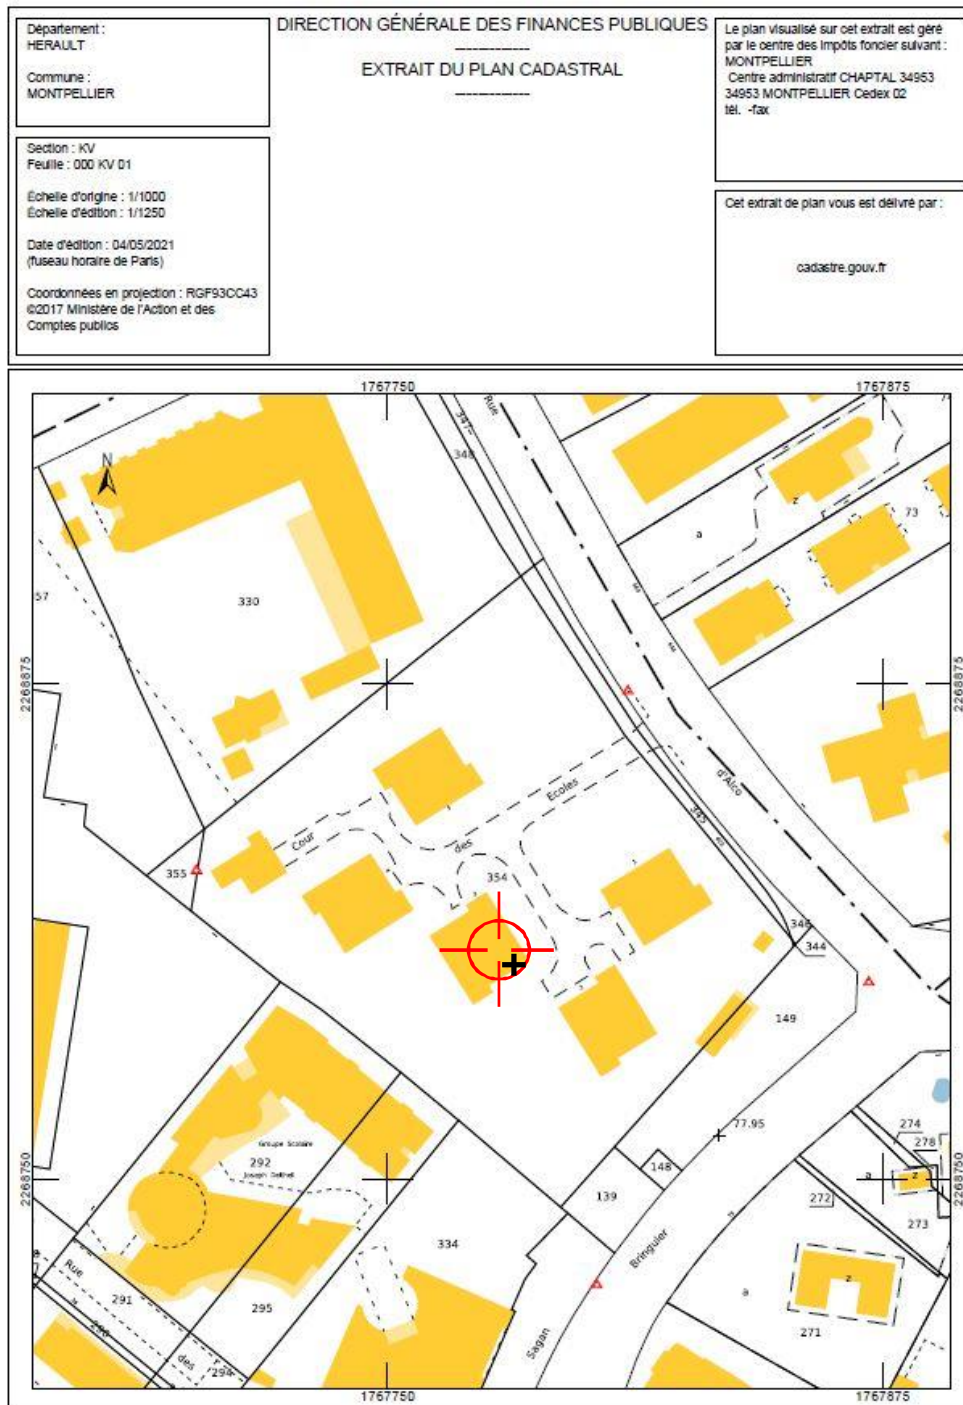 Département :
HERAULT
Commune :
MONTPELLIER
Section : KV
Feuille : 000 KV 01
Échelle d'origine : 1/1000
Échelle d'édition : 1/1250
Date d'édition : 04/05/2021
(fuseau horaire de Paris)
Coordonnées en projection : RGF93CC43
©2017 Ministère de l'Action et des
Comptes publics
DIRECTION GÉNÉRALE DES FINANCES PUBLIQUES
EXTRAIT DU PLAN CADASTRAL
Le plan visualisé sur cet extrait est géré
par le centre des impôts foncier suivant :
MONTPELLIER
Centre administratif CHAPTAL 34953
34953 MONTPELLIER Cedex 02
tél. -fax
Cet extrait de plan vous est délivré par :
cadastre.gouv.fr
1767750
1767875
347
Rue
348
N
z
73
a
57
330
2268875
2268875
d'Alco
Cour
des
Ecoles
345
355
354
346
344
149
77.95
274
278
Groupe Scolaire
292
Joseph Delteil
148
a
z
2268750
2268750
139
272
273
334
Bringuier
Rue
z
a
291
295
271
290
des
294
Sagan
1767750
1767875